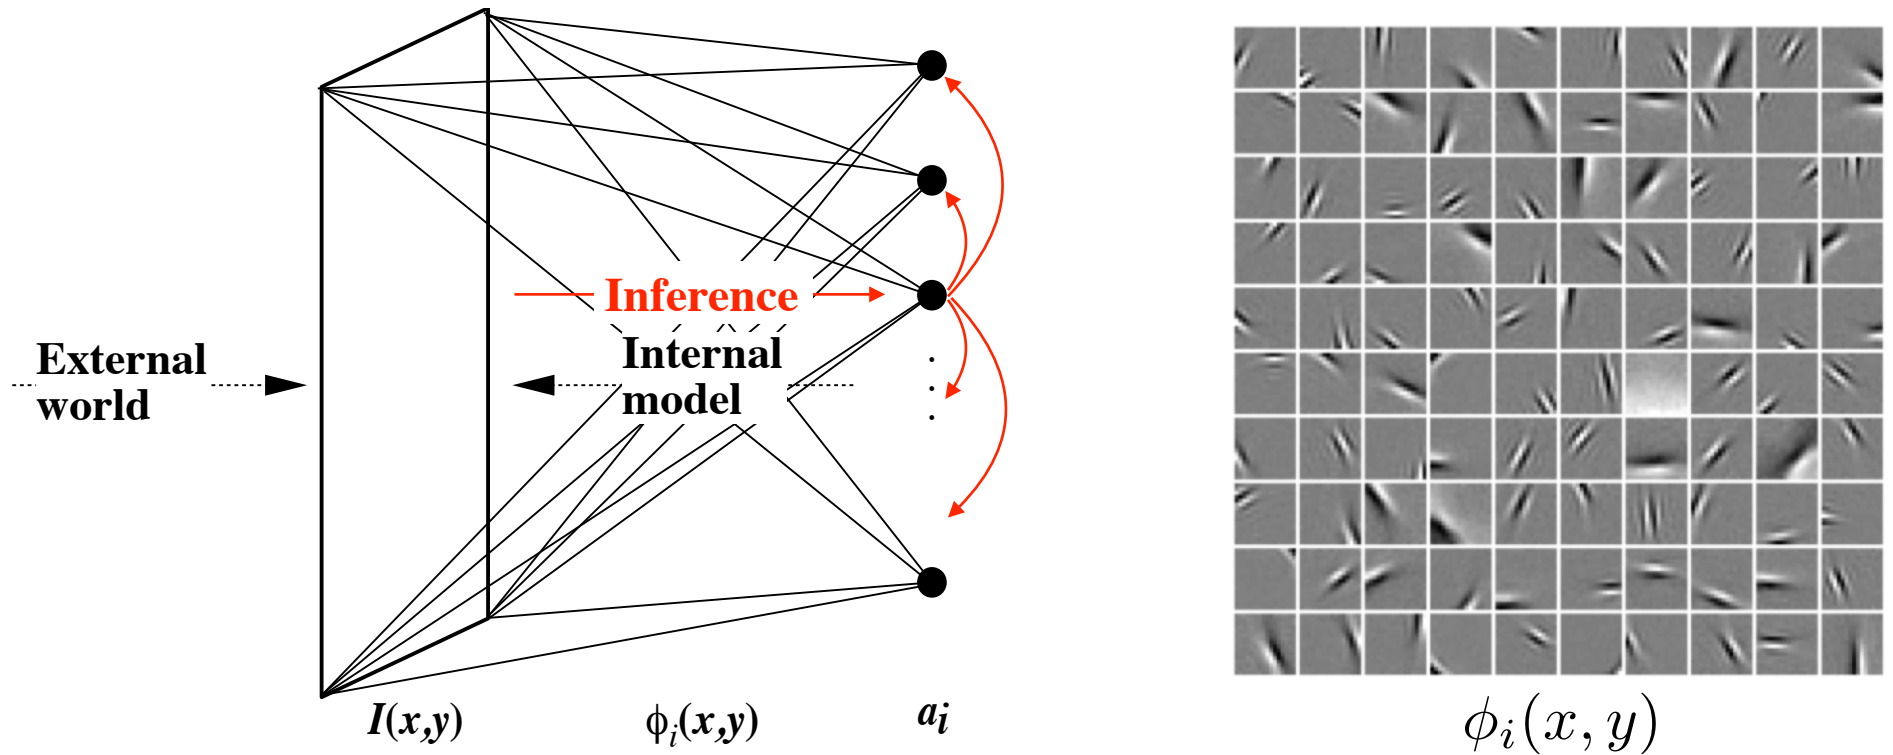 Inference
External
world
Internal
model
.
.
.
I(x,y)
ϕi(x,y)
ai
ϕi(x, y)